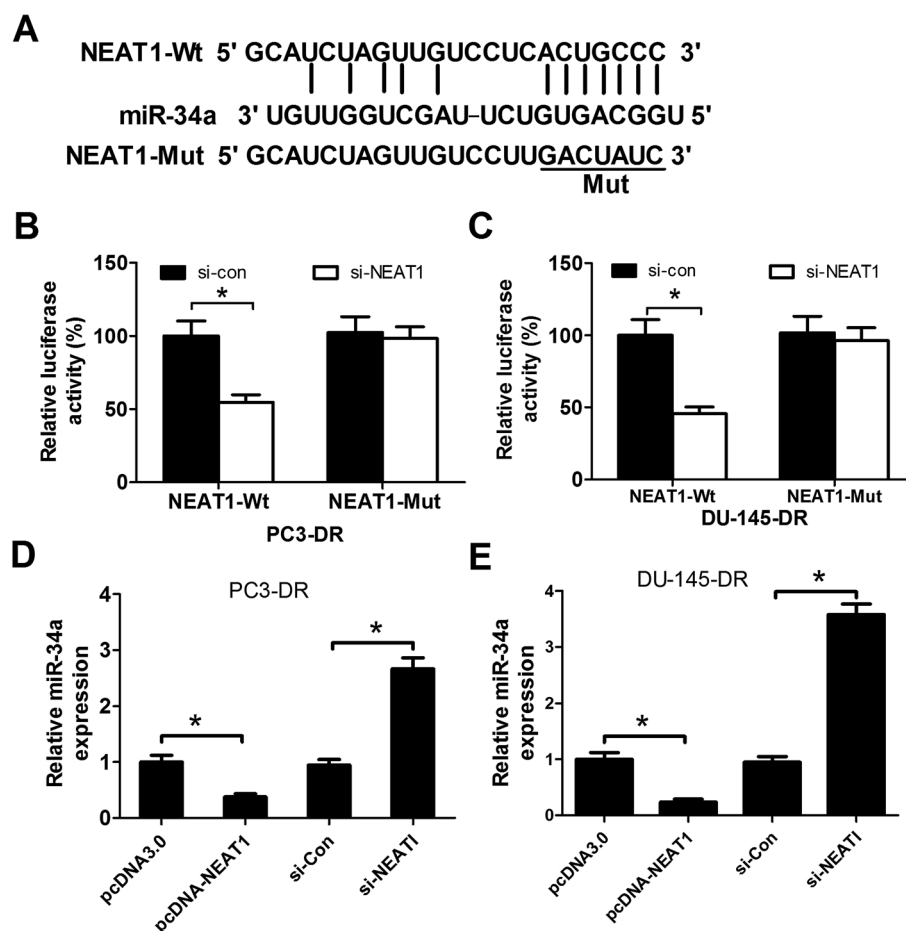 A
NEAT1-Wt 5' GCAUCUAGUUGUCCUCACUGCCC 3'
miR-34a 3' UGUUGGUCGAU-UCUGUGACGGU 5'
NEAT1-Mut 5' GCAUCUAGUUGUCCUUGACUAUC 3'
Mut
B
si-con si-NEAT1
Relative luciferase
activity (%)
150
100
50
0
*
NEAT1-Wt NEAT1-Mut
PC3-DR
C
si-con si-NEAT1
Relative luciferase
activity (%)
150
100
50
0
*
NEAT1-Wt NEAT1-Mut
DU-145-DR
D
PC3-DR
Relative miR-34a
expression
4
3
2
1
0
*
*
pcDNA3.0
pcDNA-NEAT1
si-Con
si-NEATI
E
DU-145-DR
Relative miR-34a
expression
4
3
2
1
0
*
*
pcDNA3.0
pcDNA-NEAT1
si-Con
si-NEATI